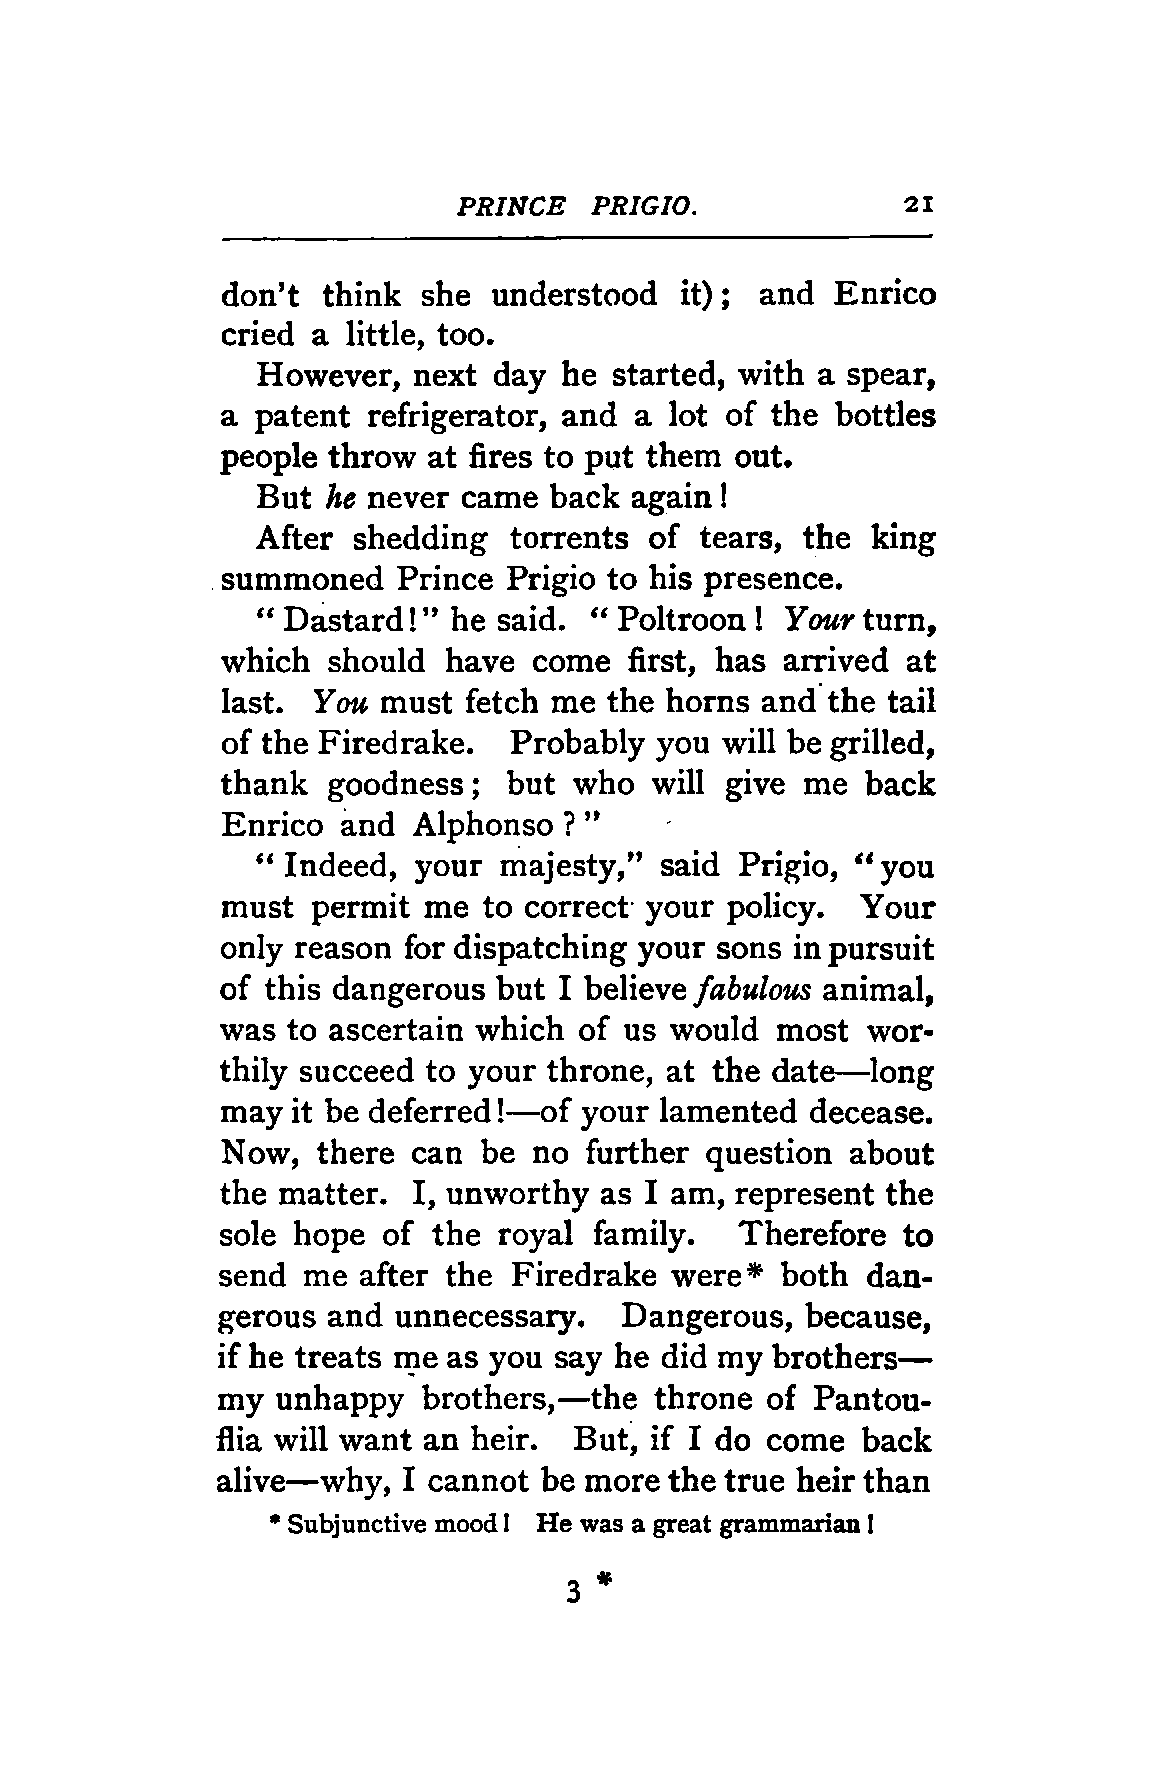 PRINCE PRIGIO. 21
don't think she understood it); and Enrico
cried a little, too.
However, next day he started, with a spear,
a patent refrigerator, and a lot of the bottles
people throw at fires to put them out.
But he never came back again!
After shedding torrents of tears, the king
summoned Prince Prigio to his presence.
"Dastard!" he said. "Poltroon! Your turn,
which should have come first, has arrived at
last. You must fetch me the horns and the tail
of the Firedrake. Probably you will be grilled,
thank goodness; but who will give me back
Enrico and Alphonso?"
"Indeed, your majesty," said Prigio, "you
must permit me to correct your policy. Your
only reason for dispatching your sons in pursuit
of this dangerous but I believe fabulous animal,
was to ascertain which of us would most wor-
thily succeed to your throne, at the date—long
may it be deferred!—of your lamented decease.
Now, there can be no further question about
the matter. I, unworthy as I am, represent the
sole hope of the royal family. Therefore to
send me after the Firedrake were* both dan-
gerous and unnecessary. Dangerous, because,
if he treats me as you say he did my brothers—
my unhappy brothers,—the throne of Pantou-
flia will want an heir. But, if I do come back
alive—why, I cannot be more the true heir than
* Subjunctive mood! He was a great grammarian!
3 *